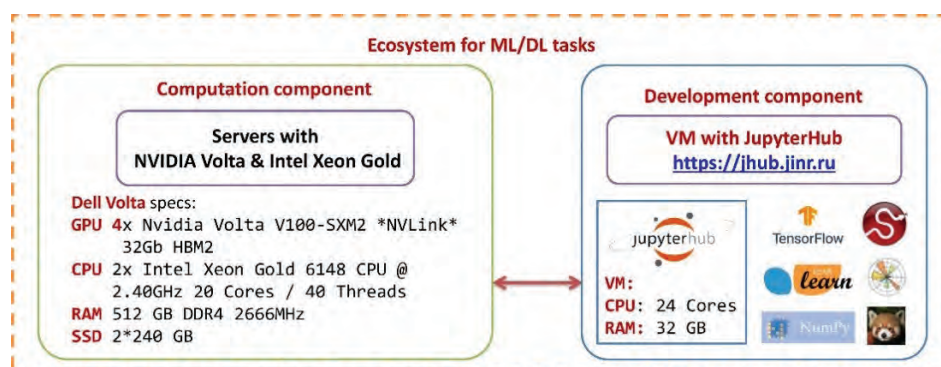 Ecosystem for ML/DL tasks
Computation component
Servers with
NVIDIA Volta & Intel Xeon Gold
Dell Volta specs:
GPU 4x Nvidia Volta V100-SXM2 *NVLink*
32Gb HBM2
CPU 2x Intel Xeon Gold 6148 CPU @
2.40GHz 20 Cores / 40 Threads
RAM 512 GB DDR4 2666MHz
SSD 2*240 GB
Development component
VM with JupyterHub
https://jhub.jinr.ru
jupyterhub
VM:
CPU: 24 Cores
RAM: 32 GB
TensorFlow
learn
NumPy